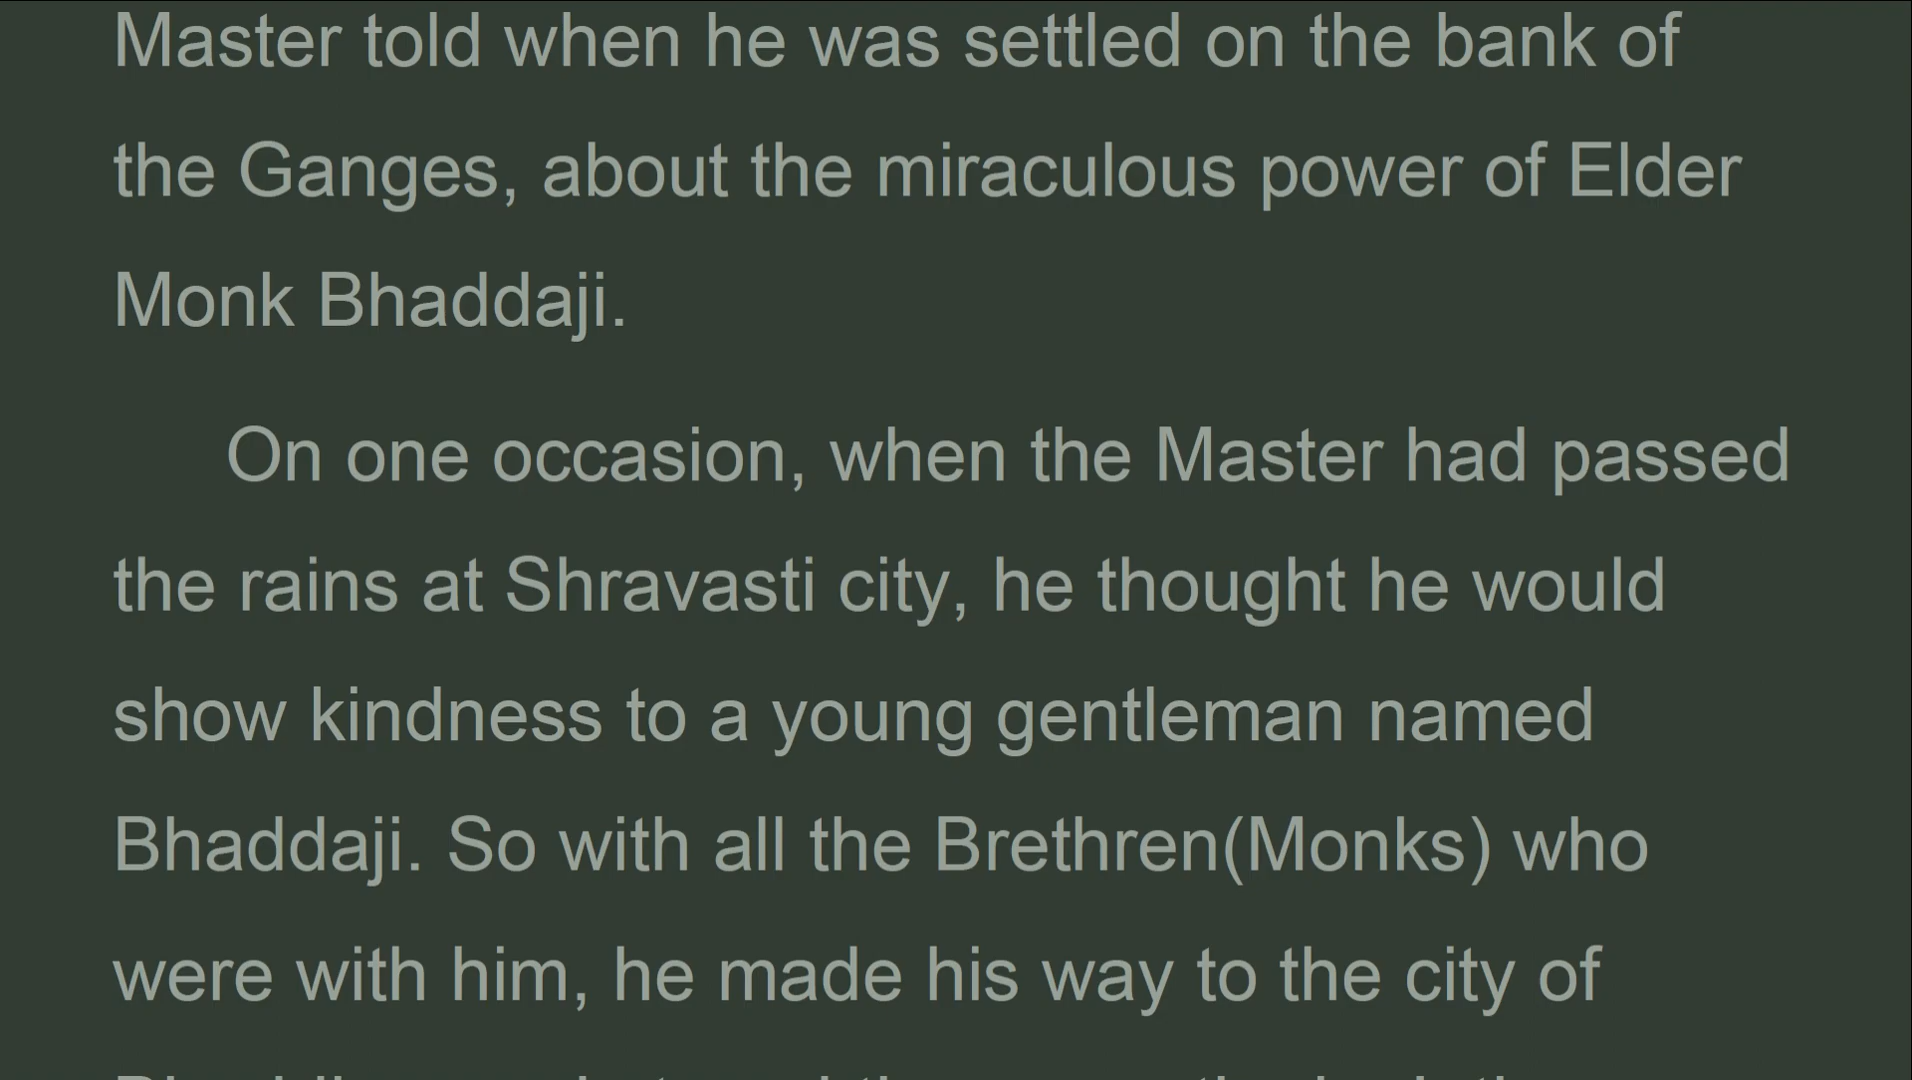 Master told when he was settled on the bank of
the Ganges, about the miraculous power of Elder
Monk Bhaddaji.
On one occasion, when the Master had passed
the rains at Shravasti city, he thought he would
show kindness to a young gentleman named
Bhaddaji. So with all the Brethren(Monks) who
were with him, he made his way to the city of